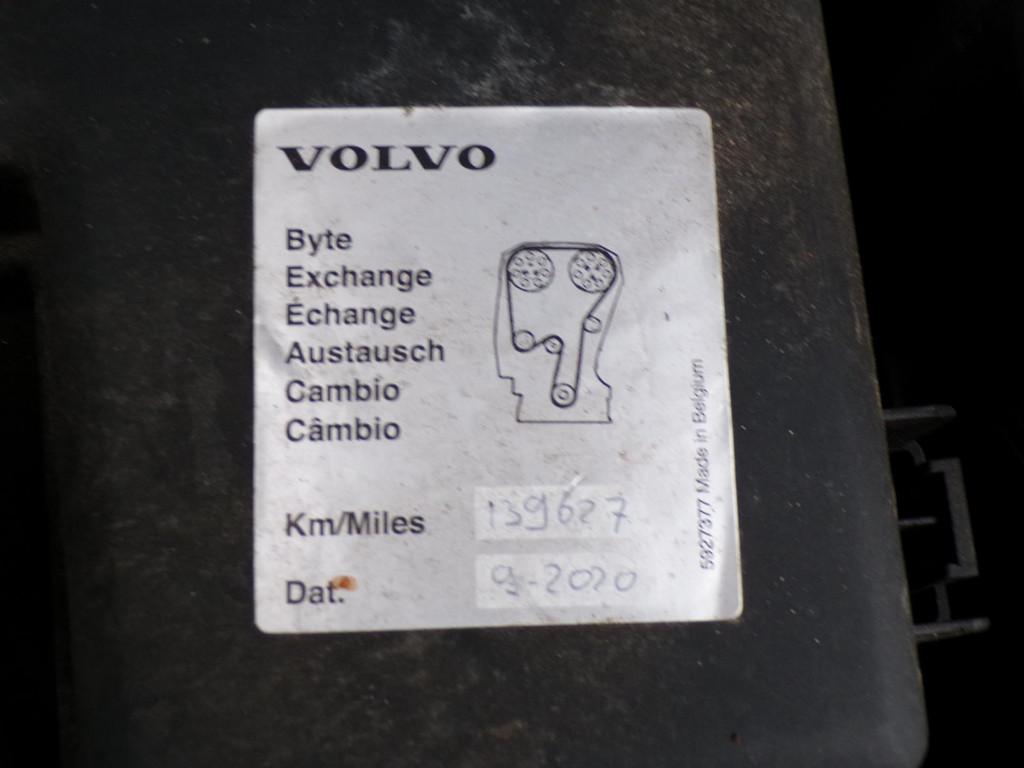 VOLVO
Byte
Exchange
Échange
Austausch
Cambio
Câmbio
Km/Miles 139627
Dat. 9-2020
5927377 Made in Belgium